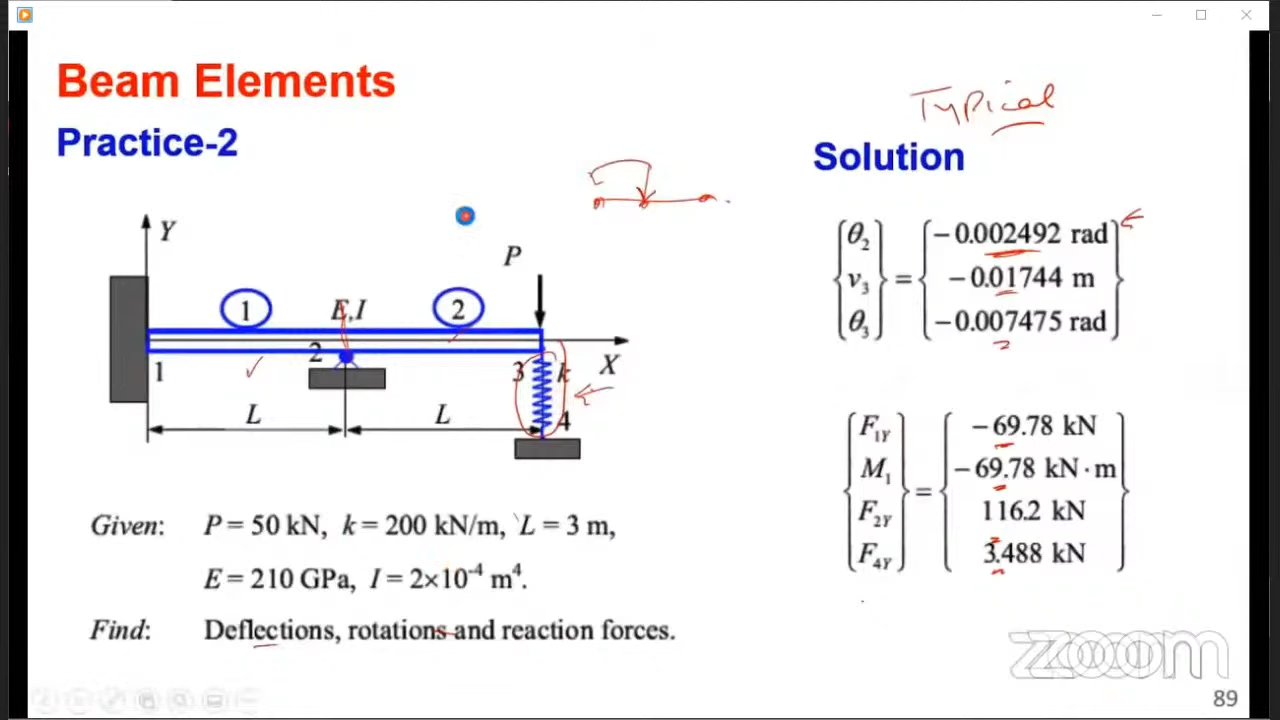 Beam Elements
Practice-2
Typical
Solution
Y
P
1
E,I
2
2
1
3
k
X
4
L
L
θ₂
v₃
θ₃
=
−0.002492 rad
−0.01744 m
−0.007475 rad
F₁Y
M₁
F₂Y
F₄Y
=
−69.78 kN
−69.78 kN·m
116.2 kN
3.488 kN
Given: P = 50 kN, k = 200 kN/m, L = 3 m,
E = 210 GPa, I = 2×10⁻⁴ m⁴.
Find: Deflections, rotations and reaction forces.
zoom
89